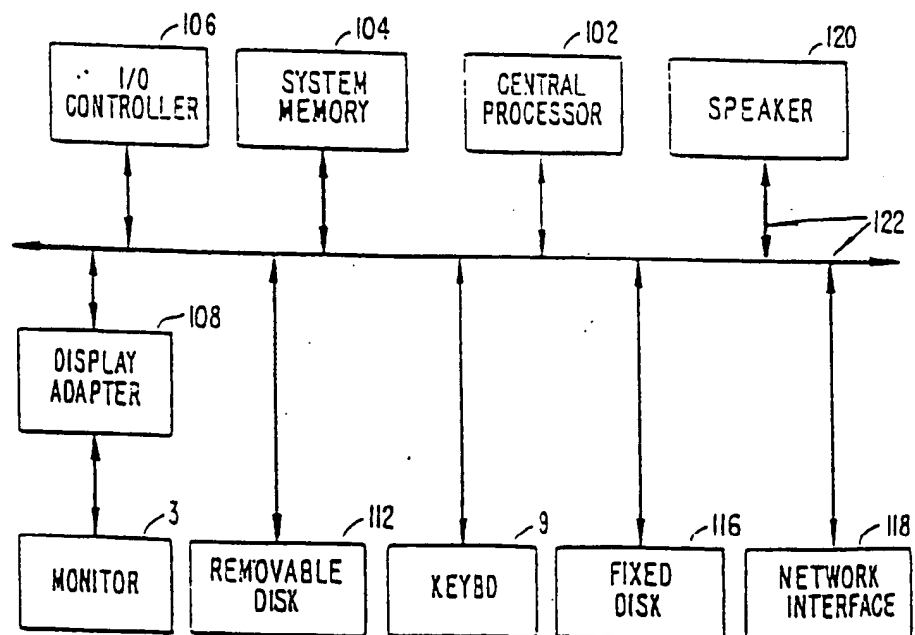 106
104
102
120
I/O
CONTROLLER
SYSTEM
MEMORY
CENTRAL
PROCESSOR
SPEAKER
122
108
DISPLAY
ADAPTER
3
112
9
116
118
MONITOR
REMOVABLE
DISK
KEYBD
FIXED
DISK
NETWORK
INTERFACE